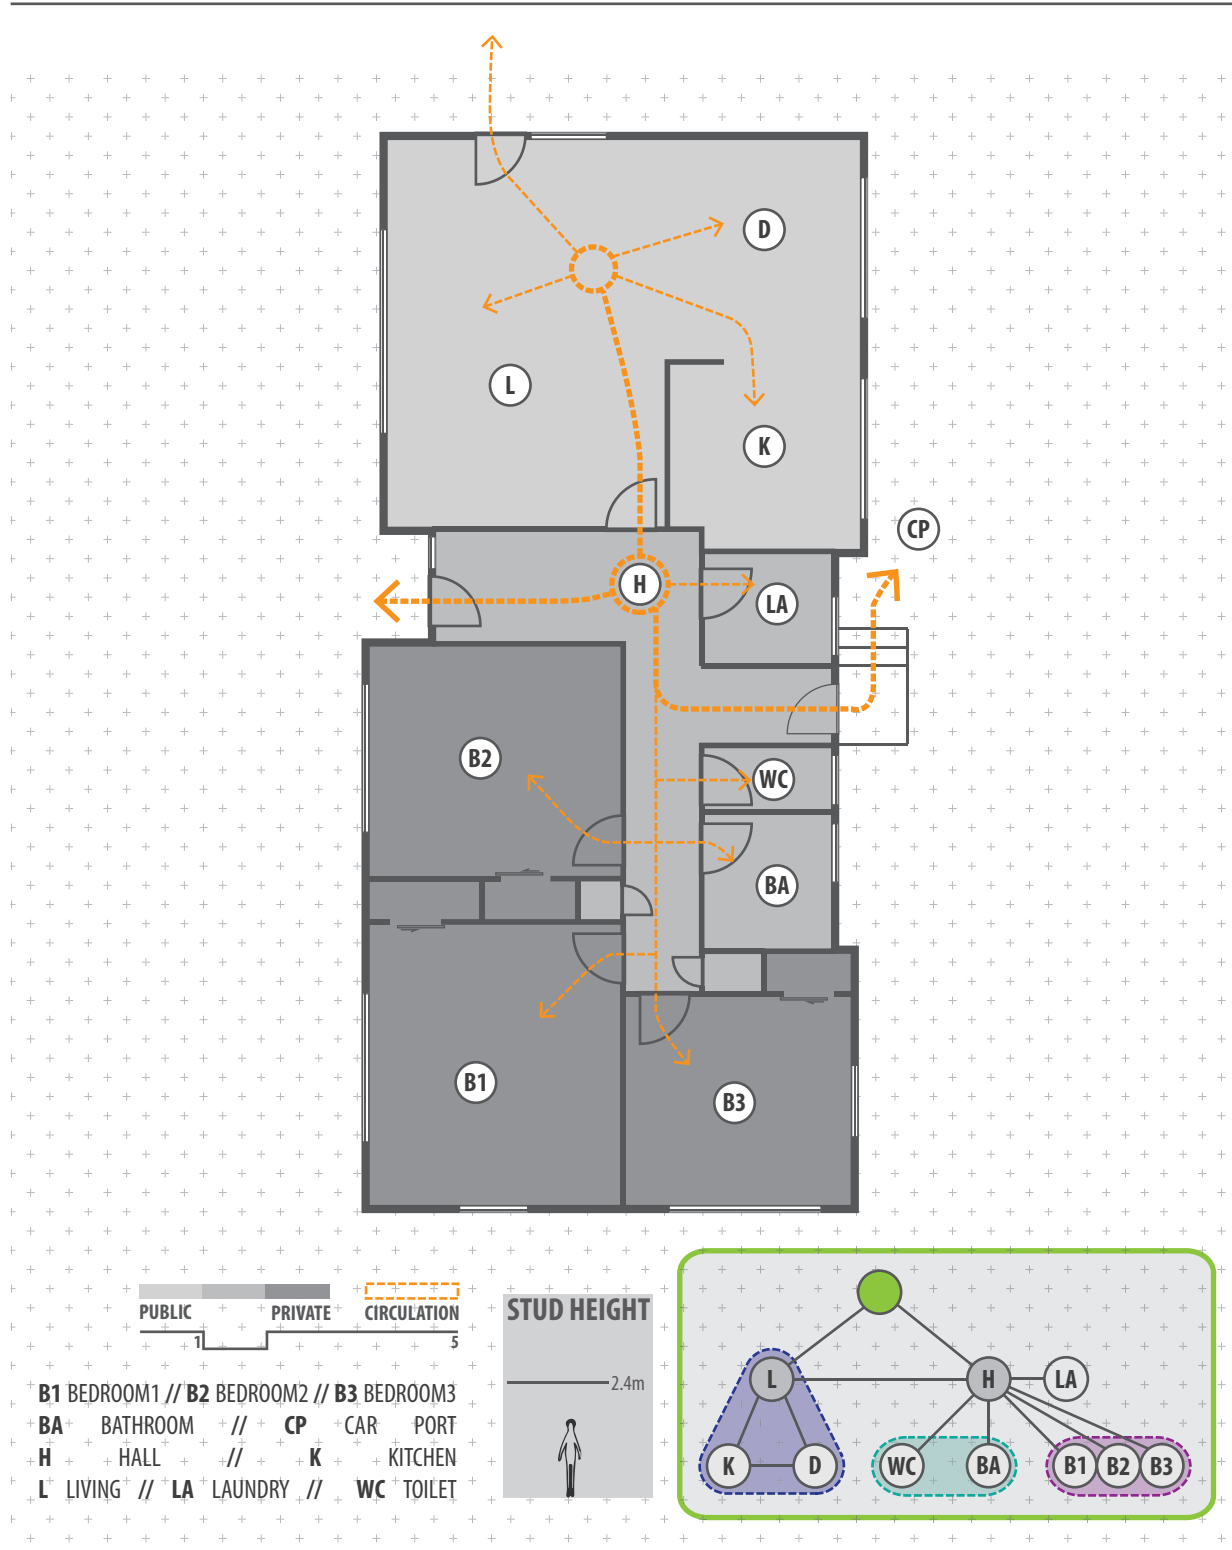 D
L
K
CP
H
LA
B2
WC
BA
B1
B3
PUBLIC PRIVATE CIRCULATION
1 5
B1 BEDROOM1 // B2 BEDROOM2 // B3 BEDROOM3
BA BATHROOM // CP CAR PORT
H HALL // K KITCHEN
L LIVING // LA LAUNDRY // WC TOILET
STUD HEIGHT
2.4m
L H LA
K D WC BA B1 B2 B3